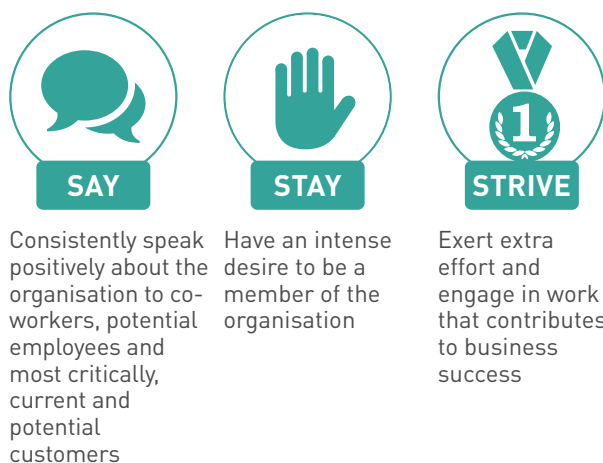 SAY
Consistently speak
positively about the
organisation to co-
workers, potential
employees and
most critically,
current and
potential
customers
STAY
Have an intense
desire to be a
member of the
organisation
1
STRIVE
Exert extra
effort and
engage in work
that contributes
to business
success